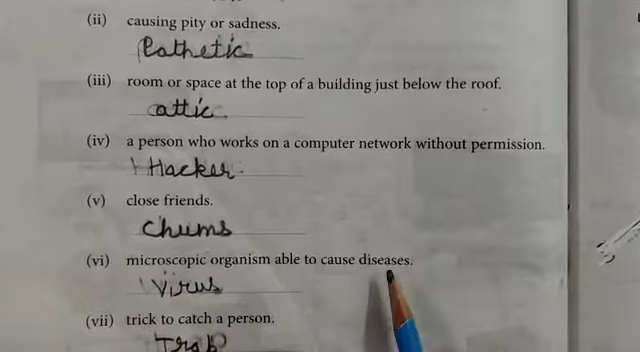 (ii) causing pity or sadness.
Pathetic
(iii) room or space at the top of a building just below the roof.
attic
(iv) a person who works on a computer network without permission.
Hacker
(v) close friends.
chums
(vi) microscopic organism able to cause diseases.
Virus
(vii) trick to catch a person.
Trap